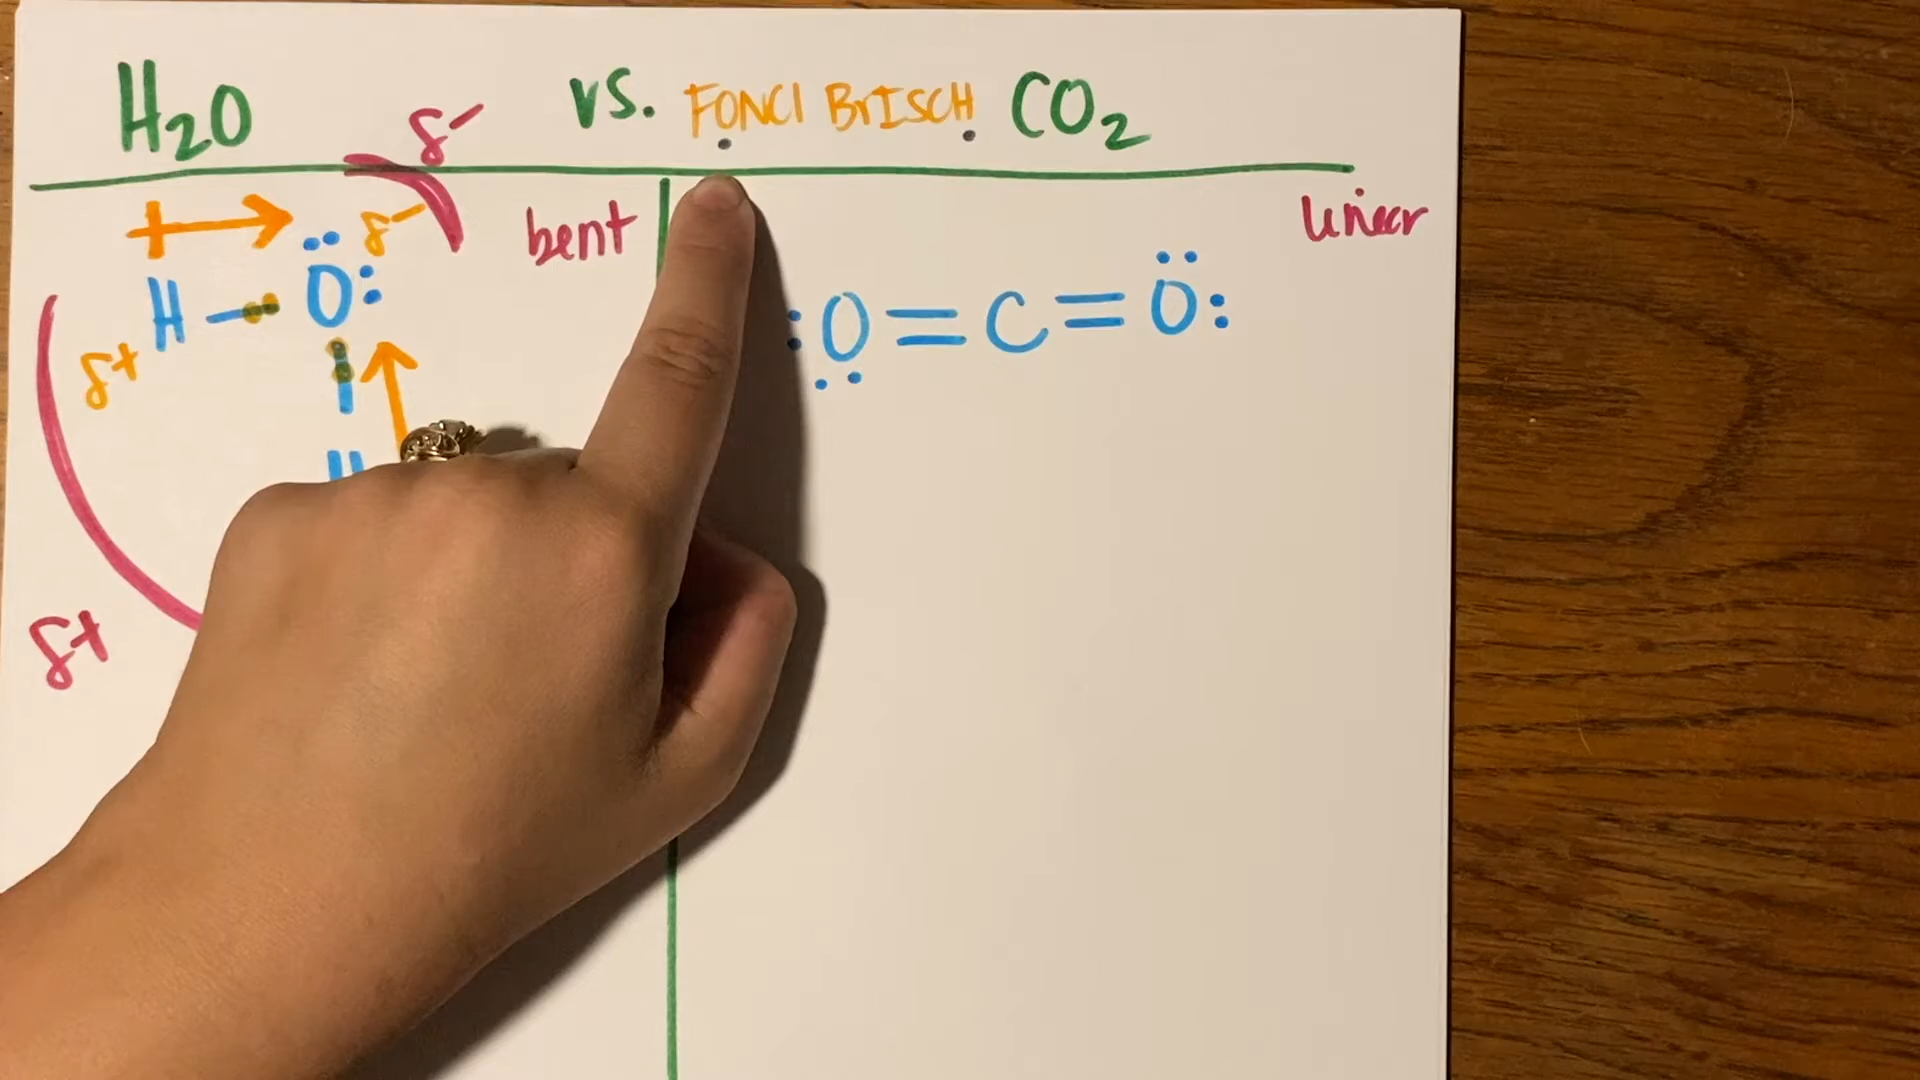 H₂O vs. FONCl BrISCH CO₂
δ-
δ- bent linear
H - O:
:O = C = O:
δ+
H
δ+